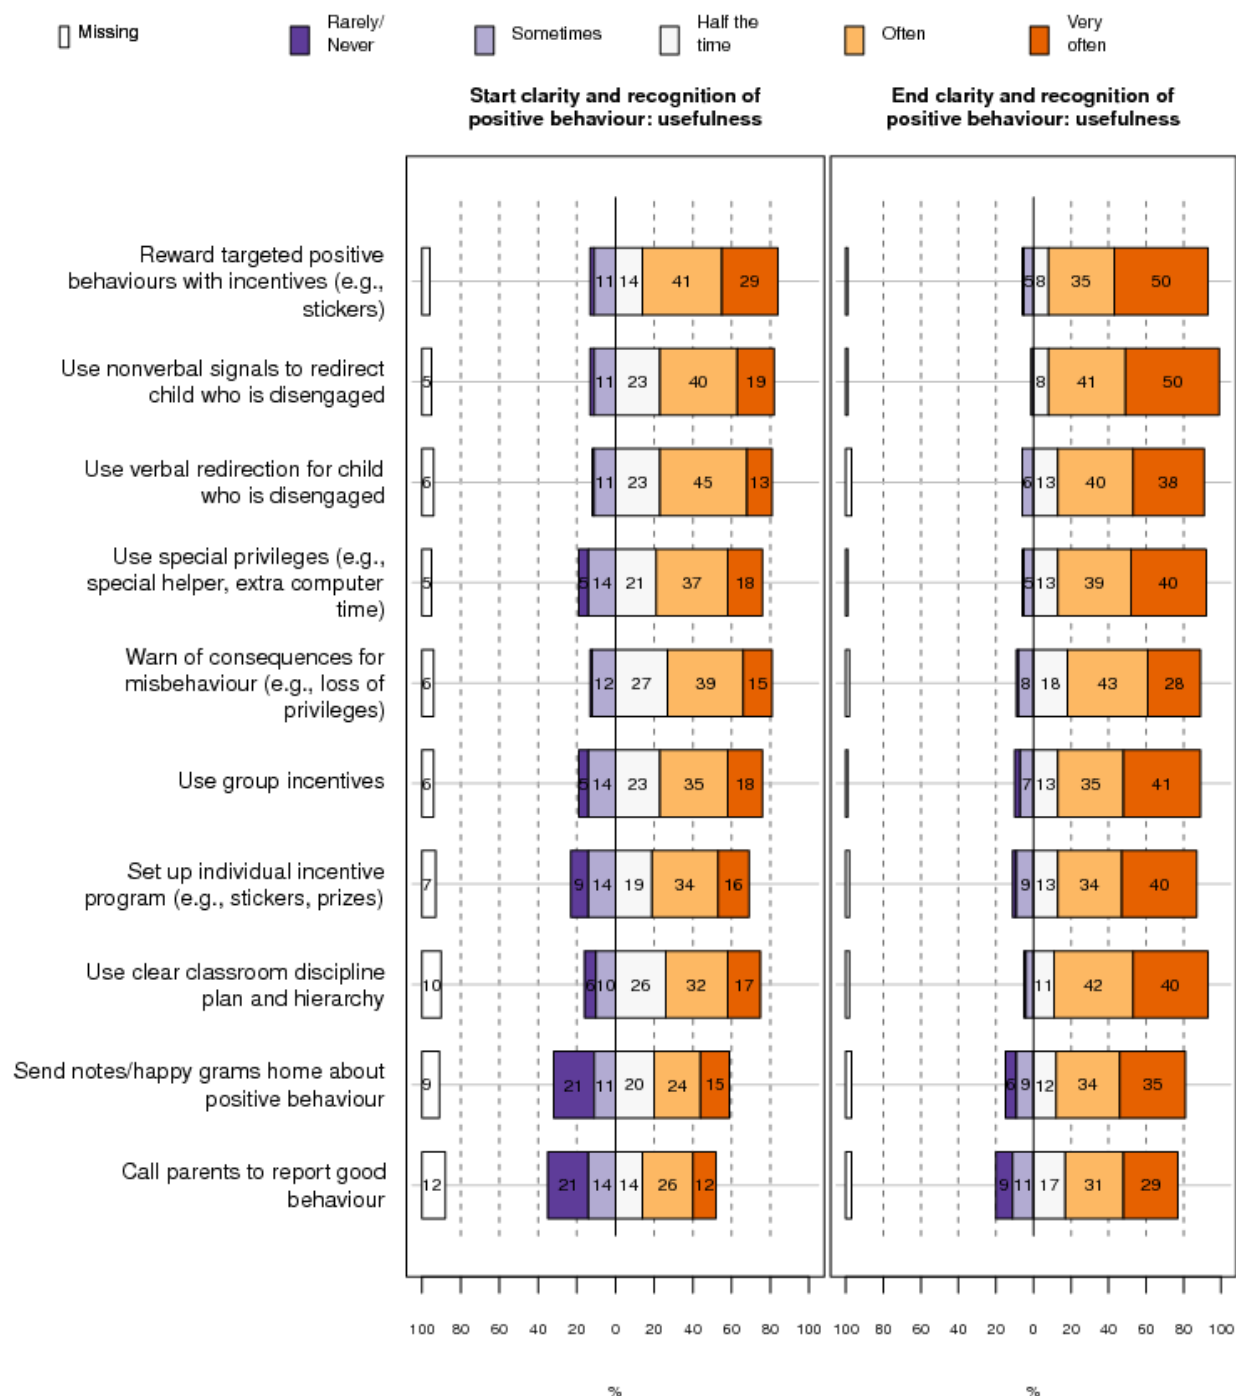 Missing
Rarely/
Never
Sometimes
Half the
time
Often
Very
often
Start clarity and recognition of
positive behaviour: usefulness
End clarity and recognition of
positive behaviour: usefulness
Reward targeted positive
behaviours with incentives (e.g.,
stickers)
11 14 41 29
5 8 35 50
Use nonverbal signals to redirect
child who is disengaged
5 11 23 40 19
8 41 50
Use verbal redirection for child
who is disengaged
6 11 23 45 13
6 13 40 38
Use special privileges (e.g.,
special helper, extra computer
time)
5 5 14 21 37 18
5 13 39 40
Warn of consequences for
misbehaviour (e.g., loss of
privileges)
6 12 27 39 15
8 18 43 28
Use group incentives
6 5 14 23 35 18
7 13 35 41
Set up individual incentive
program (e.g., stickers, prizes)
7 9 14 19 34 16
9 13 34 40
Use clear classroom discipline
plan and hierarchy
10 6 10 26 32 17
11 42 40
Send notes/happy grams home about
positive behaviour
9 21 11 20 24 15
6 9 12 34 35
Call parents to report good
behaviour
12 21 14 14 26 12
9 11 17 31 29
100 80 60 40 20 0 20 40 60 80 100
100 80 60 40 20 0 20 40 60 80 100
%
%